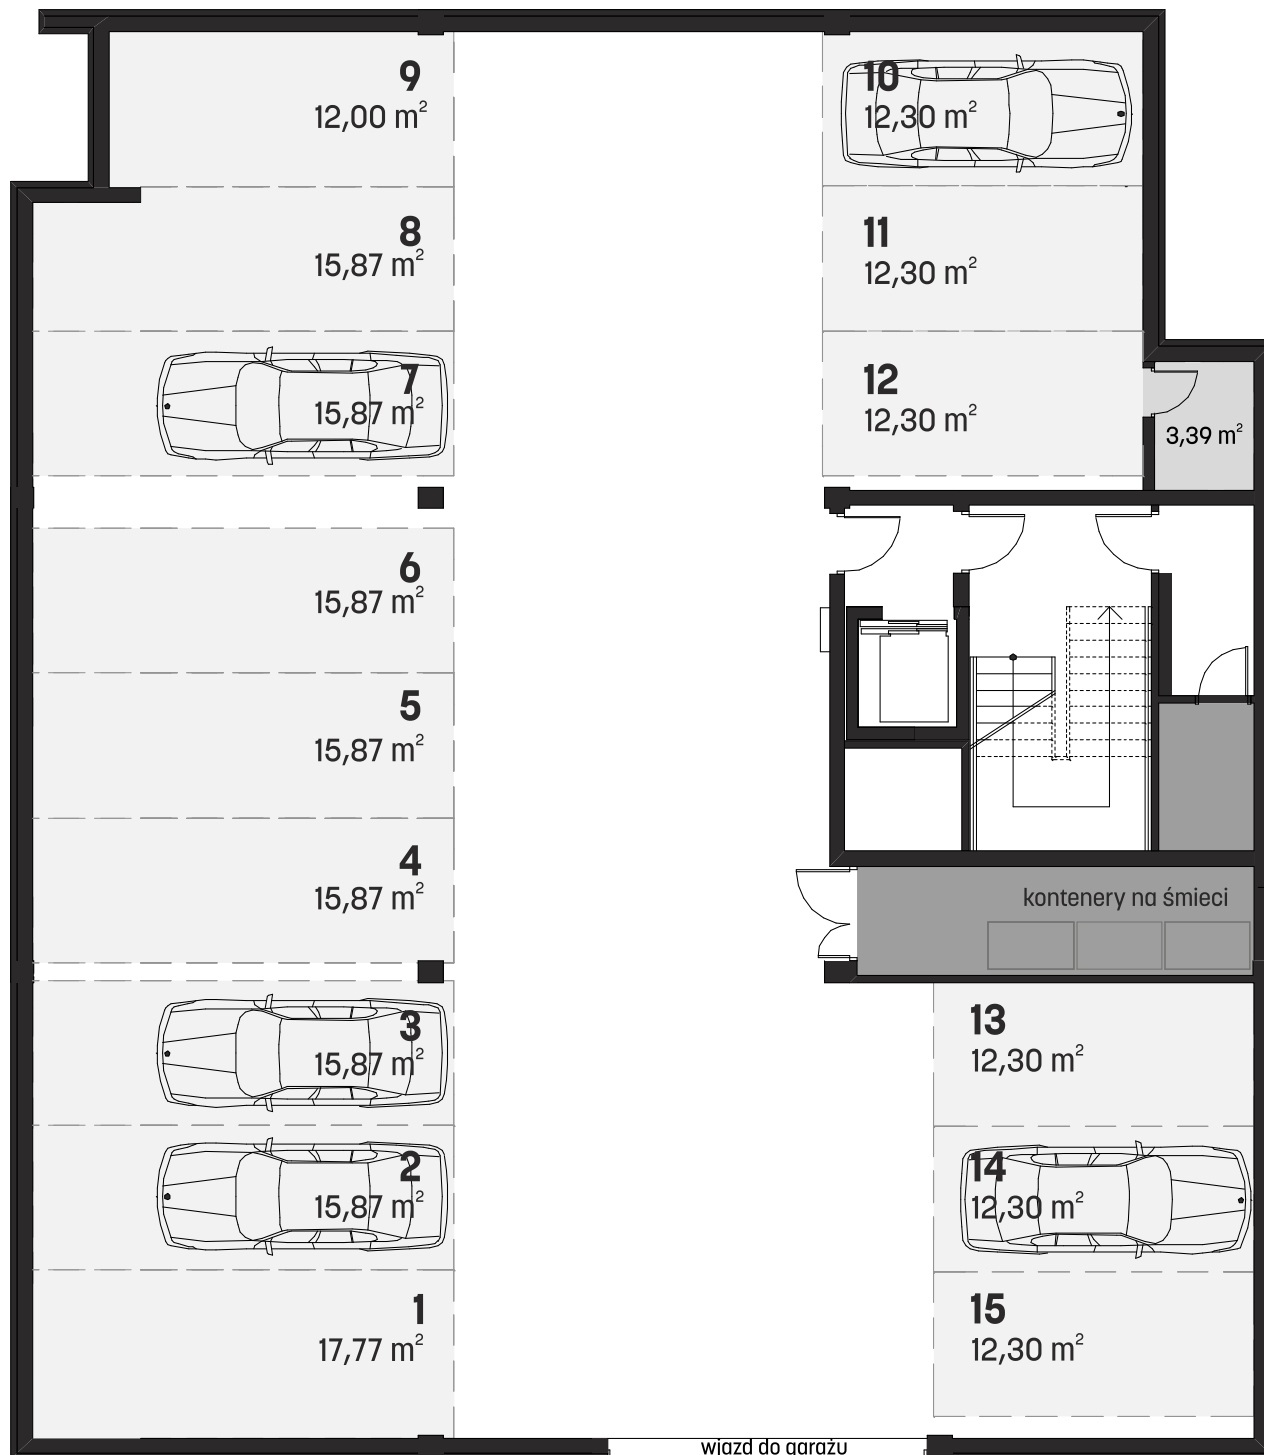 9
12,00 m²
8
15,87 m²
7
15,87 m²
6
15,87 m²
5
15,87 m²
4
15,87 m²
3
15,87 m²
2
15,87 m²
1
17,77 m²
10
12,30 m²
11
12,30 m²
12
12,30 m²
3,39 m²
kontenery na śmieci
13
12,30 m²
14
12,30 m²
15
12,30 m²
wjazd do garażu